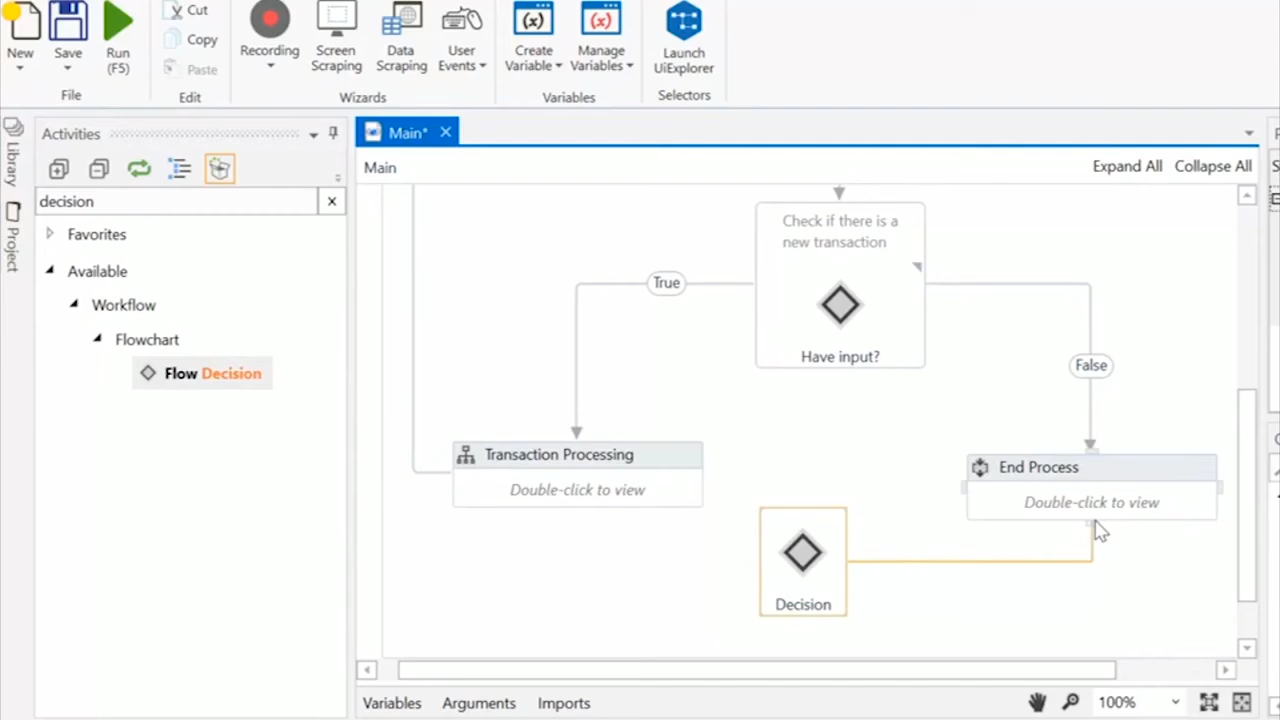 New
Save
Run
(F5)
File
Cut
Copy
Paste
Edit
Recording
Screen
Scraping
Data
Scraping
User
Events
Wizards
Create
Variable
Manage
Variables
Variables
Launch
UiExplorer
Selectors
Library
Project
Activities
decision
Favorites
Available
Workflow
Flowchart
Flow Decision
Main*
Main
Expand All
Collapse All
Check if there is a
new transaction
Have input?
True
False
Transaction Processing
Double-click to view
End Process
Double-click to view
Decision
Variables
Arguments
Imports
100%